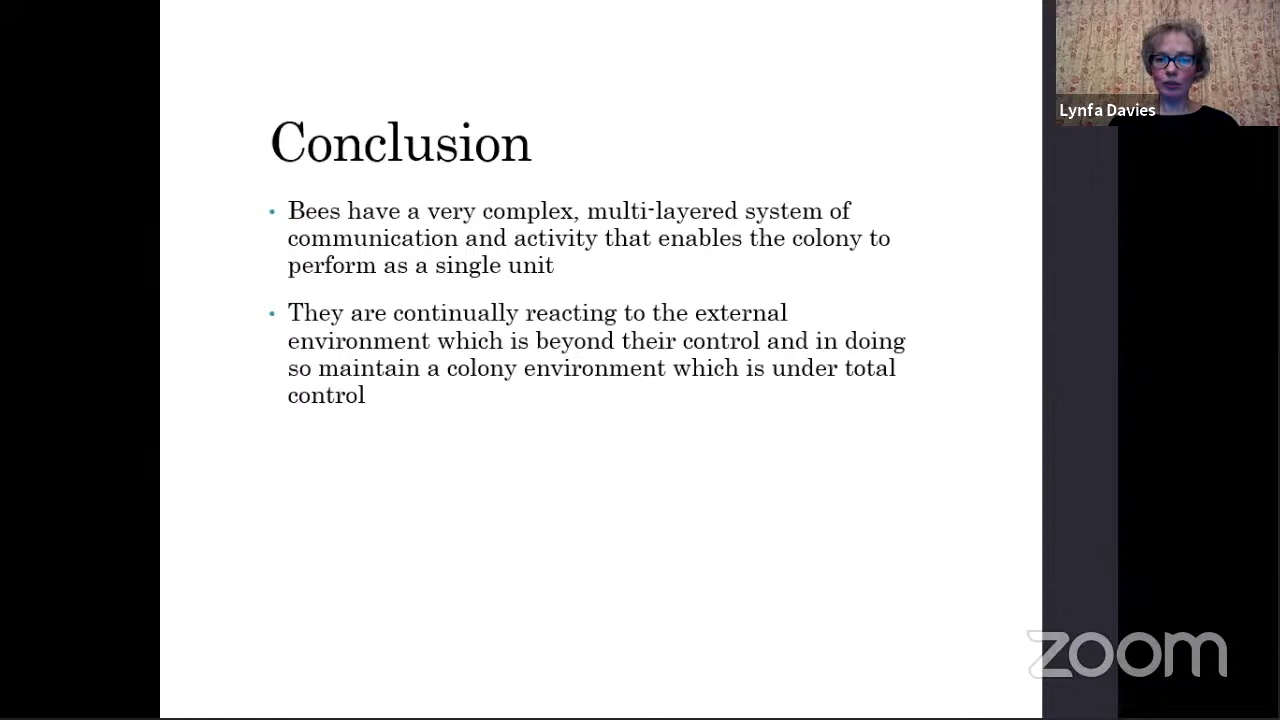 Lynfa Davies
Conclusion
• Bees have a very complex, multi-layered system of
communication and activity that enables the colony to
perform as a single unit
• They are continually reacting to the external
environment which is beyond their control and in doing
so maintain a colony environment which is under total
control
zoom